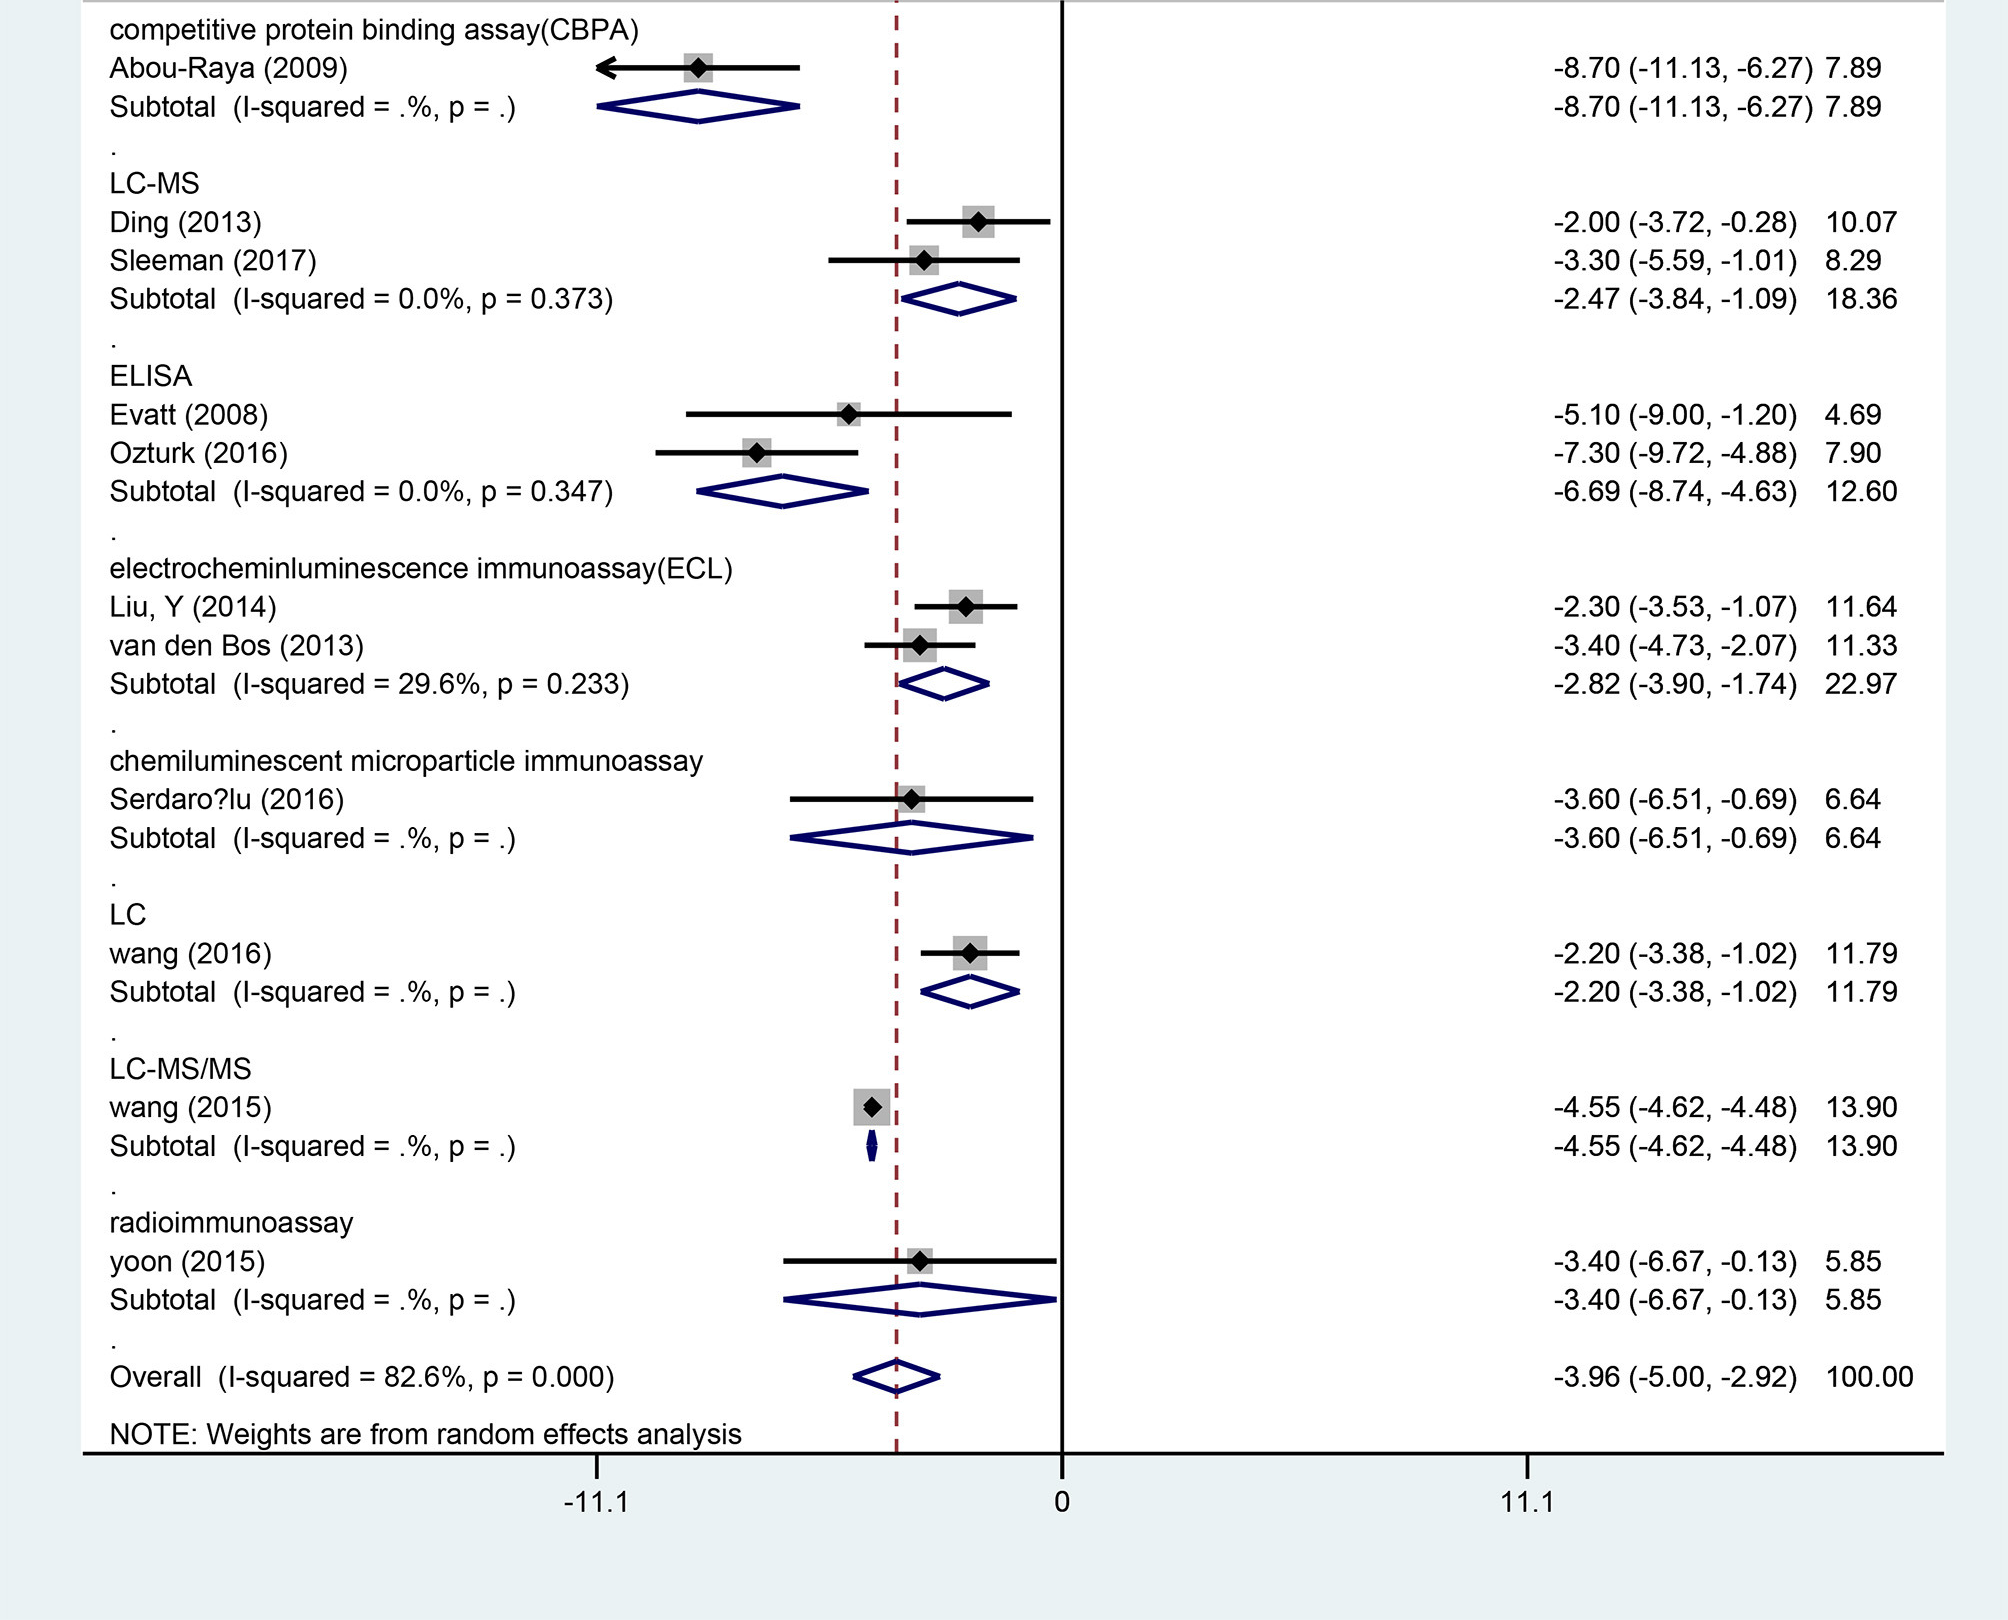 competitive protein binding assay(CBPA)
Abou-Raya (2009) -8.70 (-11.13, -6.27) 7.89
Subtotal (I-squared = .%, p = .) -8.70 (-11.13, -6.27) 7.89
.
LC-MS
Ding (2013) -2.00 (-3.72, -0.28) 10.07
Sleeman (2017) -3.30 (-5.59, -1.01) 8.29
Subtotal (I-squared = 0.0%, p = 0.373) -2.47 (-3.84, -1.09) 18.36
.
ELISA
Evatt (2008) -5.10 (-9.00, -1.20) 4.69
Ozturk (2016) -7.30 (-9.72, -4.88) 7.90
Subtotal (I-squared = 0.0%, p = 0.347) -6.69 (-8.74, -4.63) 12.60
.
electrocheminluminescence immunoassay(ECL)
Liu, Y (2014) -2.30 (-3.53, -1.07) 11.64
van den Bos (2013) -3.40 (-4.73, -2.07) 11.33
Subtotal (I-squared = 29.6%, p = 0.233) -2.82 (-3.90, -1.74) 22.97
.
chemiluminescent microparticle immunoassay
Serdaro?lu (2016) -3.60 (-6.51, -0.69) 6.64
Subtotal (I-squared = .%, p = .) -3.60 (-6.51, -0.69) 6.64
.
LC
wang (2016) -2.20 (-3.38, -1.02) 11.79
Subtotal (I-squared = .%, p = .) -2.20 (-3.38, -1.02) 11.79
.
LC-MS/MS
wang (2015) -4.55 (-4.62, -4.48) 13.90
Subtotal (I-squared = .%, p = .) -4.55 (-4.62, -4.48) 13.90
.
radioimmunoassay
yoon (2015) -3.40 (-6.67, -0.13) 5.85
Subtotal (I-squared = .%, p = .) -3.40 (-6.67, -0.13) 5.85
.
Overall (I-squared = 82.6%, p = 0.000) -3.96 (-5.00, -2.92) 100.00
NOTE: Weights are from random effects analysis
-11.1 0 11.1